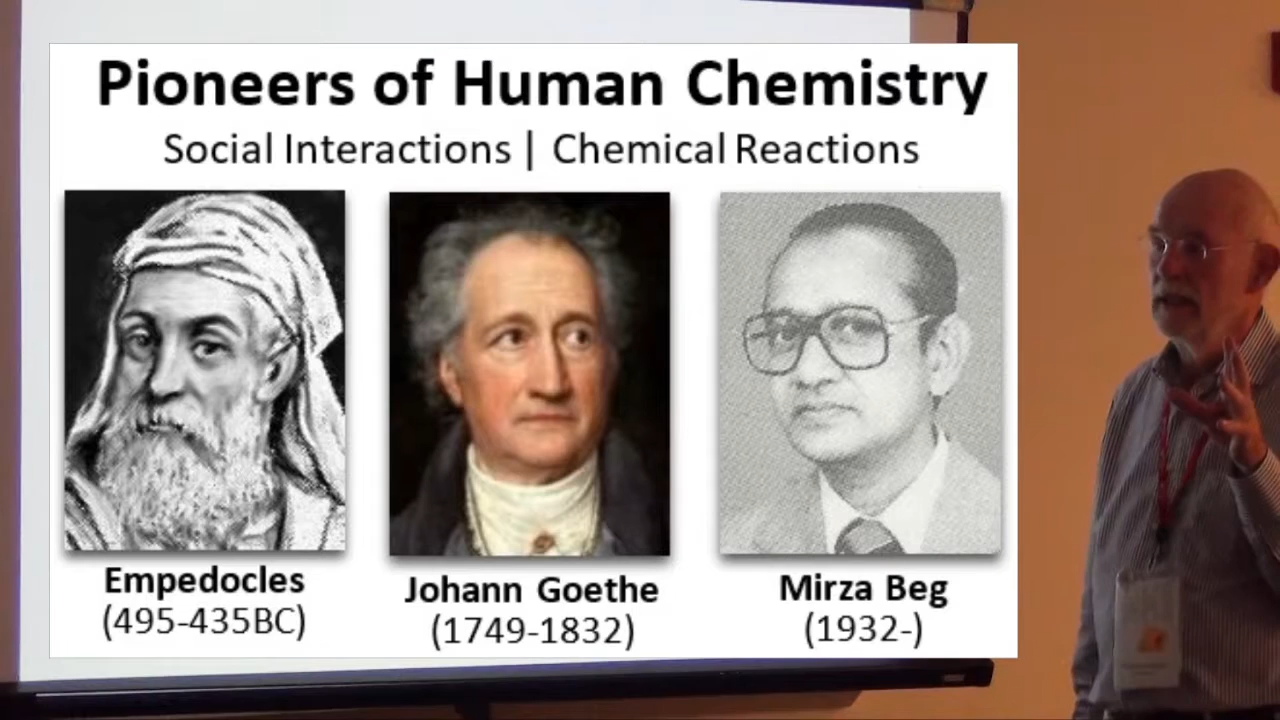 Pioneers of Human Chemistry
Social Interactions | Chemical Reactions
Empedocles
(495-435BC)
Johann Goethe
(1749-1832)
Mirza Beg
(1932-)